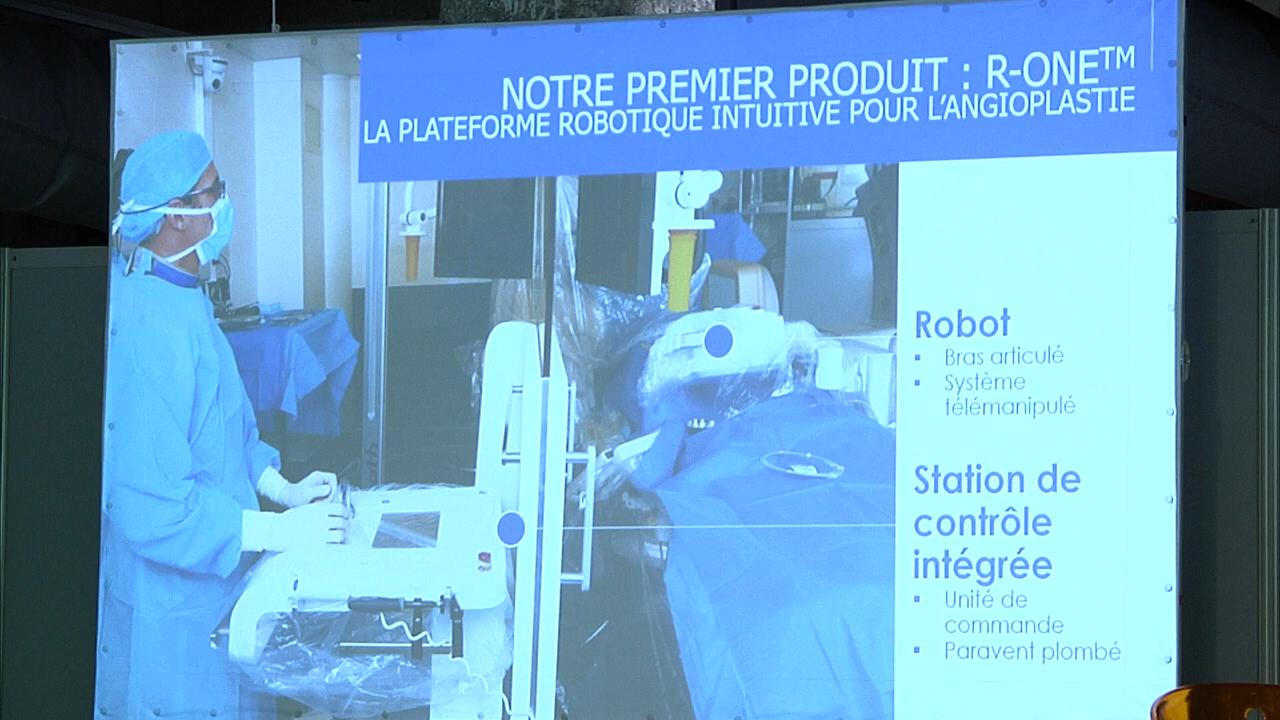 NOTRE PREMIER PRODUIT : R-ONE™
LA PLATEFORME ROBOTIQUE INTUITIVE POUR L'ANGIOPLASTIE
Robot
▪ Bras articulé
▪ Système
télémanipulé
Station de
contrôle
intégrée
▪ Unité de
commande
▪ Paravent plombé